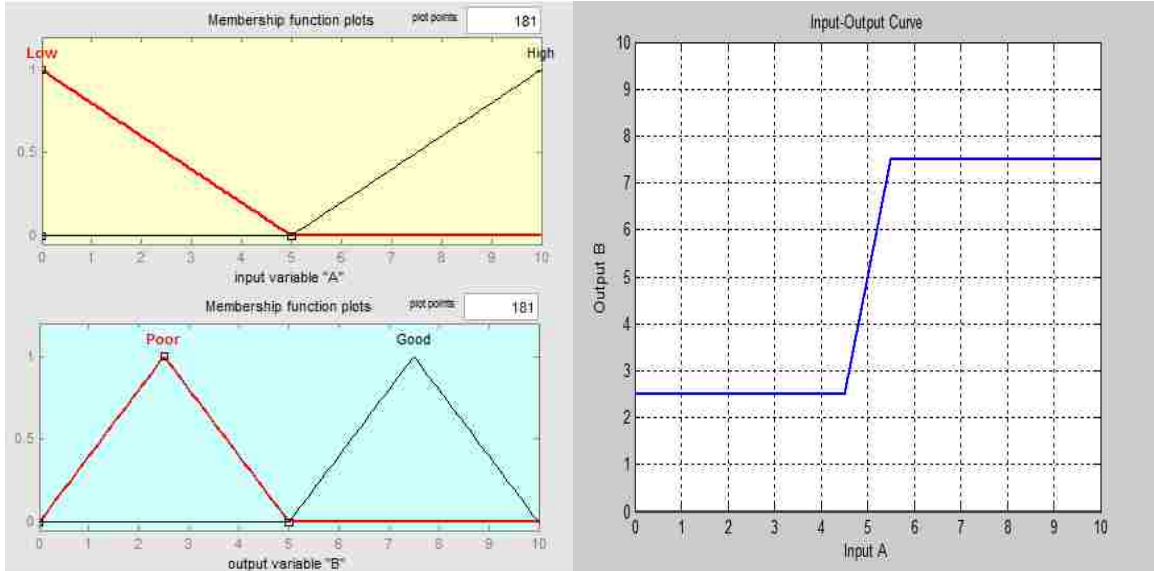 Membership function plots plot points: 181
Low High
1
0.5
0
0 1 2 3 4 5 6 7 8 9 10
input variable "A"
Membership function plots plot points: 181
Poor Good
1
0.5
0
0 1 2 3 4 5 6 7 8 9 10
output variable "B"
Input-Output Curve
10
9
8
7
6
5
4
3
2
1
0
Output B
0 1 2 3 4 5 6 7 8 9 10
Input A